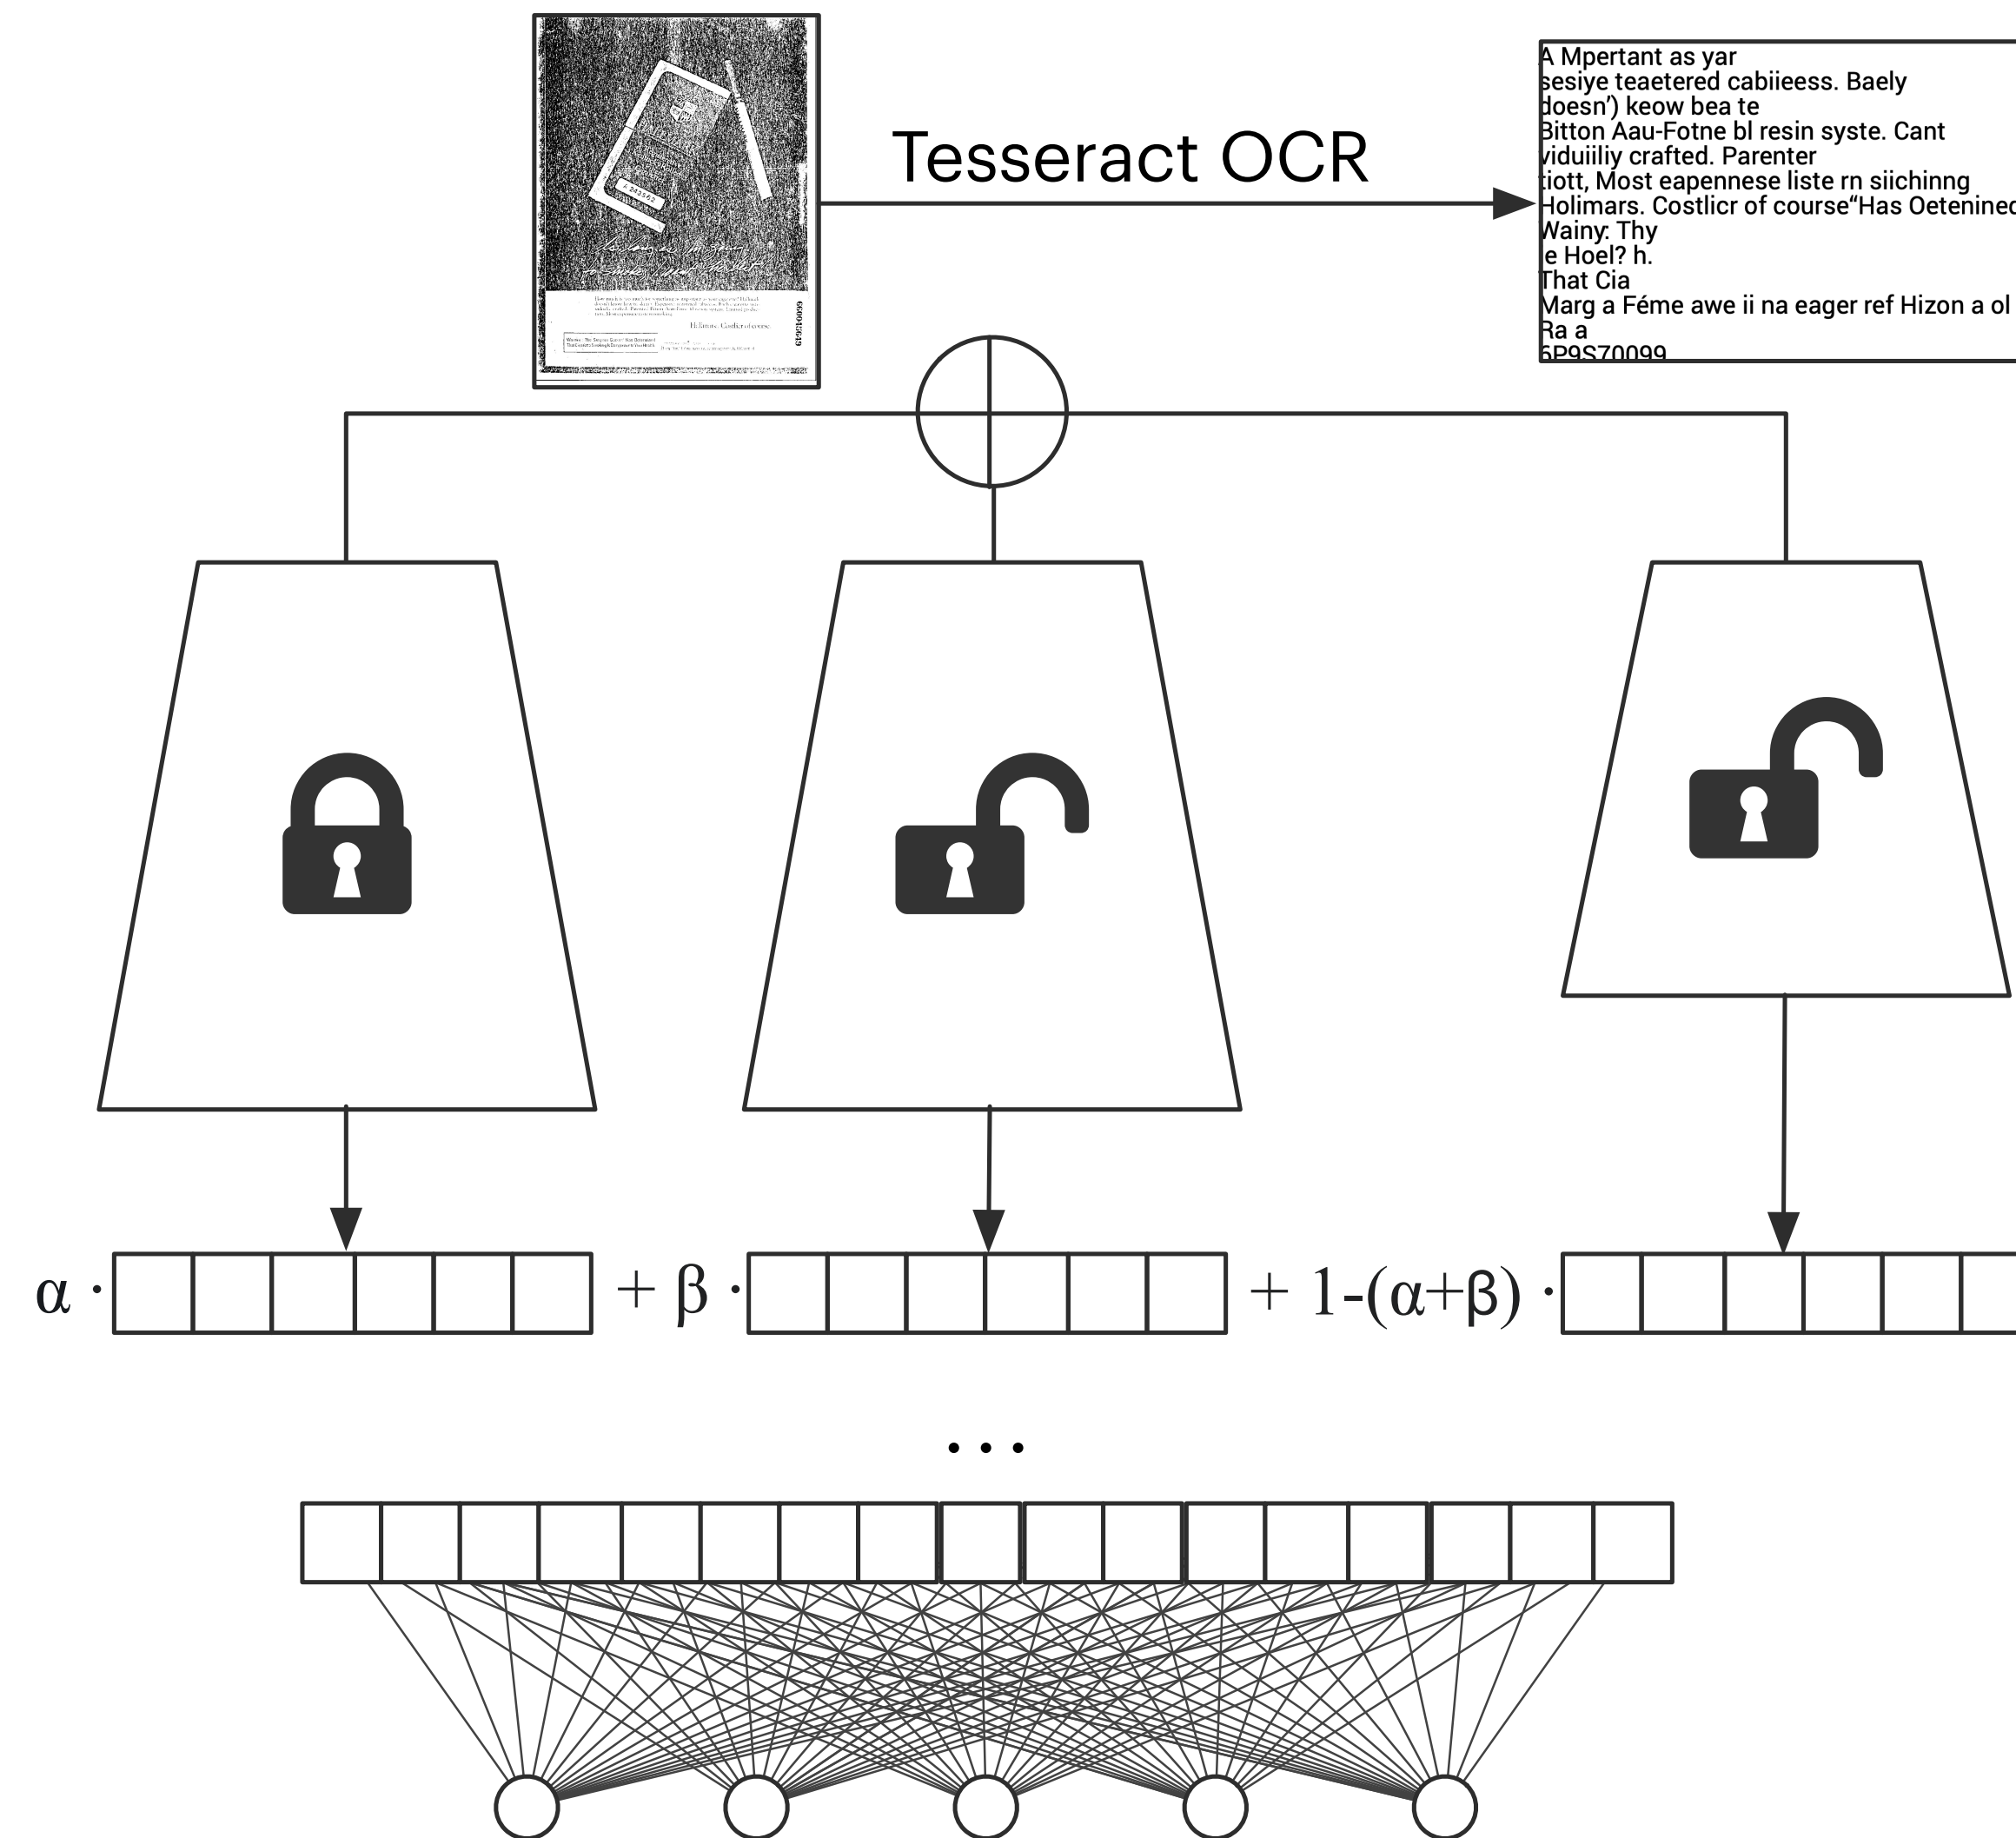 Tesseract OCR
A Mpertant as yar
sesiye teaetered cabiieess. Baely
doesn’) keow bea te
Bitton Aau-Fotne bl resin syste. Cant
viduiiliy crafted. Parenter
tiott, Most eapennese liste rn siichinng
Holimars. Costlicr of course“Has Oetenined
Wainy: Thy
e Hoel? h.
That Cia
Marg a Féme awe ii na eager ref Hizon a ol
Ra a
6P9S70099
A 242562
α · + β · + 1-(α+β) ·
...